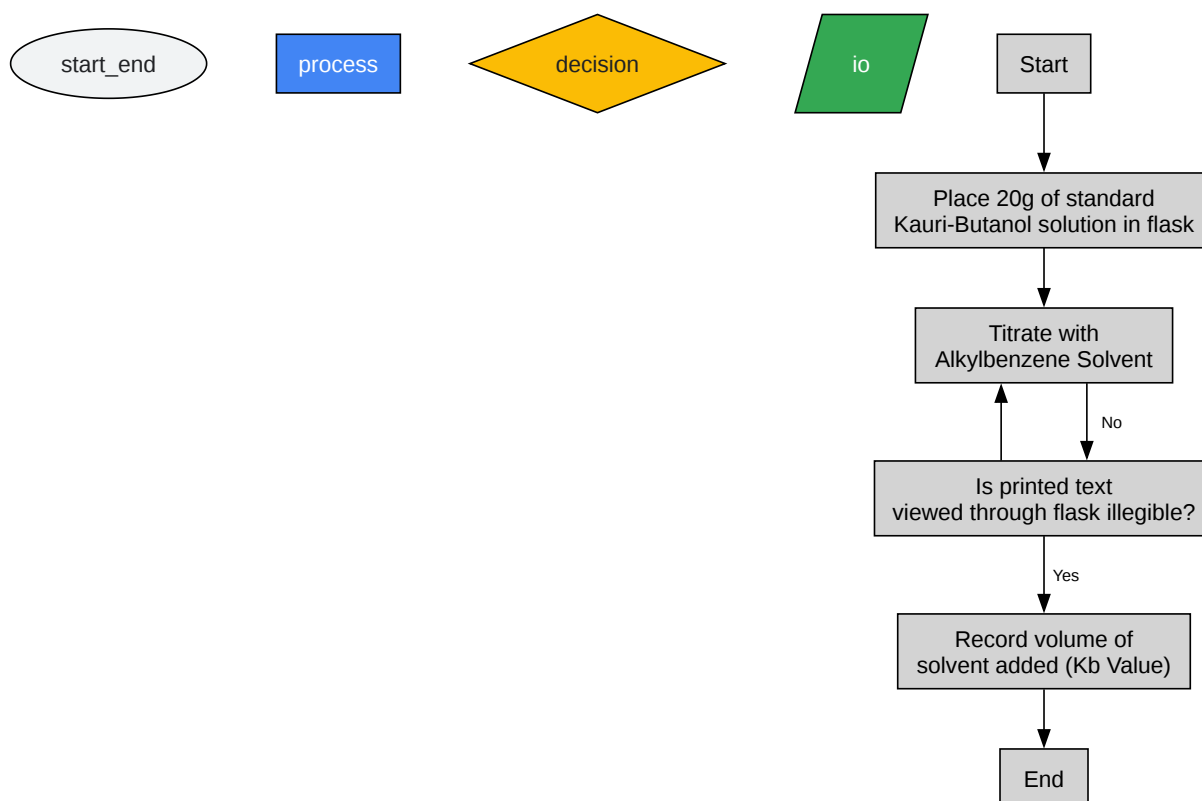 start_end
process
decision
io
Start
Place 20g of standard
Kauri-Butanol solution in flask
Titrate with
Alkylbenzene Solvent
No
Is printed text
viewed through flask illegible?
Yes
Record volume of
solvent added (Kb Value)
End